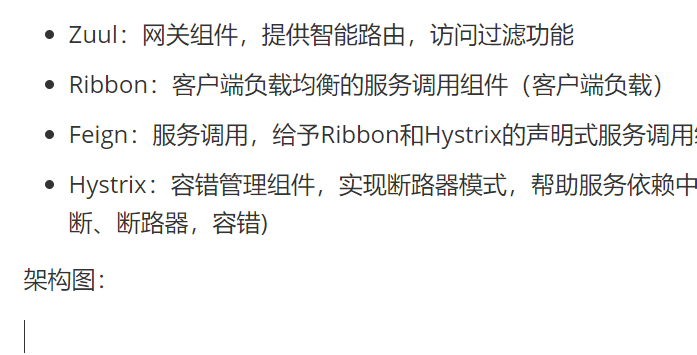 Zuul：网关组件，提供智能路由，访问过滤功能
Ribbon：客户端负载均衡的服务调用组件（客户端负载）
Feign：服务调用，给予Ribbon和Hystrix的声明式服务调用
Hystrix：容错管理组件，实现断路器模式，帮助服务依赖中
断、断路器，容错)
架构图：